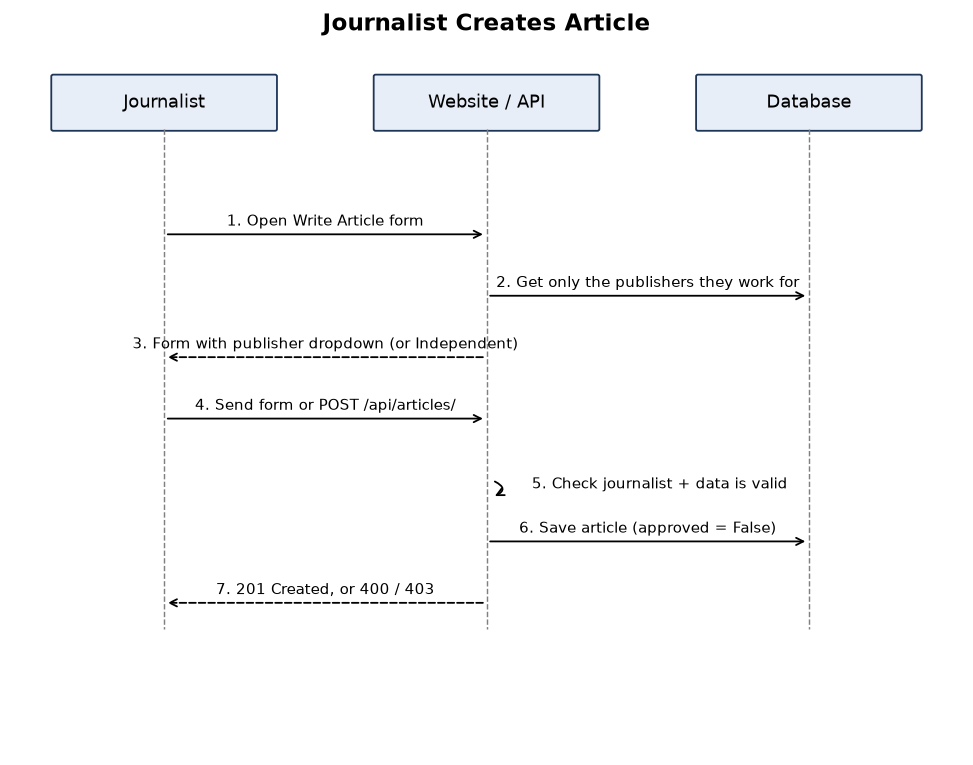 Journalist Creates Article
Journalist
Website / API
Database
1. Open Write Article form
2. Get only the publishers they work for
3. Form with publisher dropdown (or Independent)
4. Send form or POST /api/articles/
5. Check journalist + data is valid
6. Save article (approved = False)
7. 201 Created, or 400 / 403